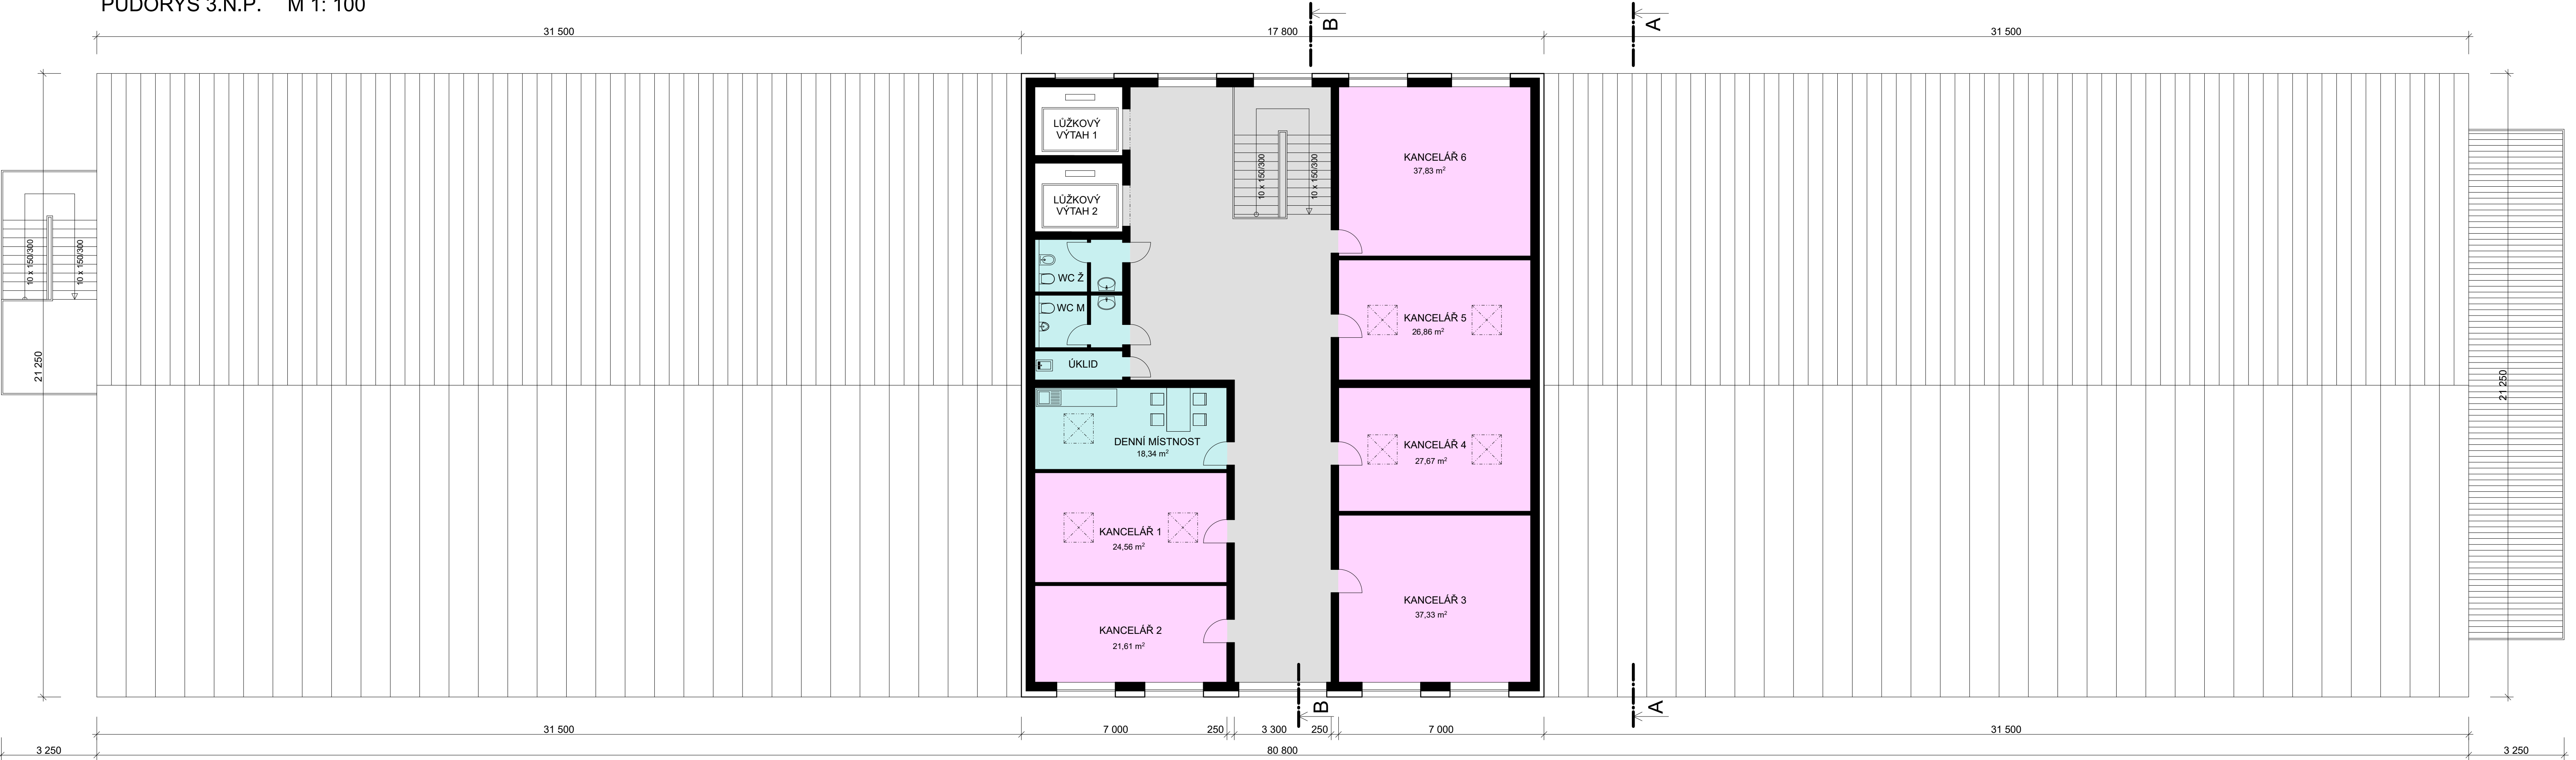 PŮDORYS 3.N.P. M 1: 100
B
A
31 500
17 800
31 500
LŮŽKOVÝ
VÝTAH 1
LŮŽKOVÝ
VÝTAH 2
10 x 150/300
10 x 150/300
10 x 150/300
10 x 150/300
KANCELÁŘ 6
37,83 m²
WC Ž
WC M
ÚKLID
KANCELÁŘ 5
26,86 m²
21 250
21 250
DENNÍ MÍSTNOST
18,34 m²
KANCELÁŘ 4
27,67 m²
KANCELÁŘ 1
24,56 m²
KANCELÁŘ 3
37,33 m²
KANCELÁŘ 2
21,61 m²
B
A
31 500
7 000
250
3 300
250
7 000
31 500
3 250
80 800
3 250